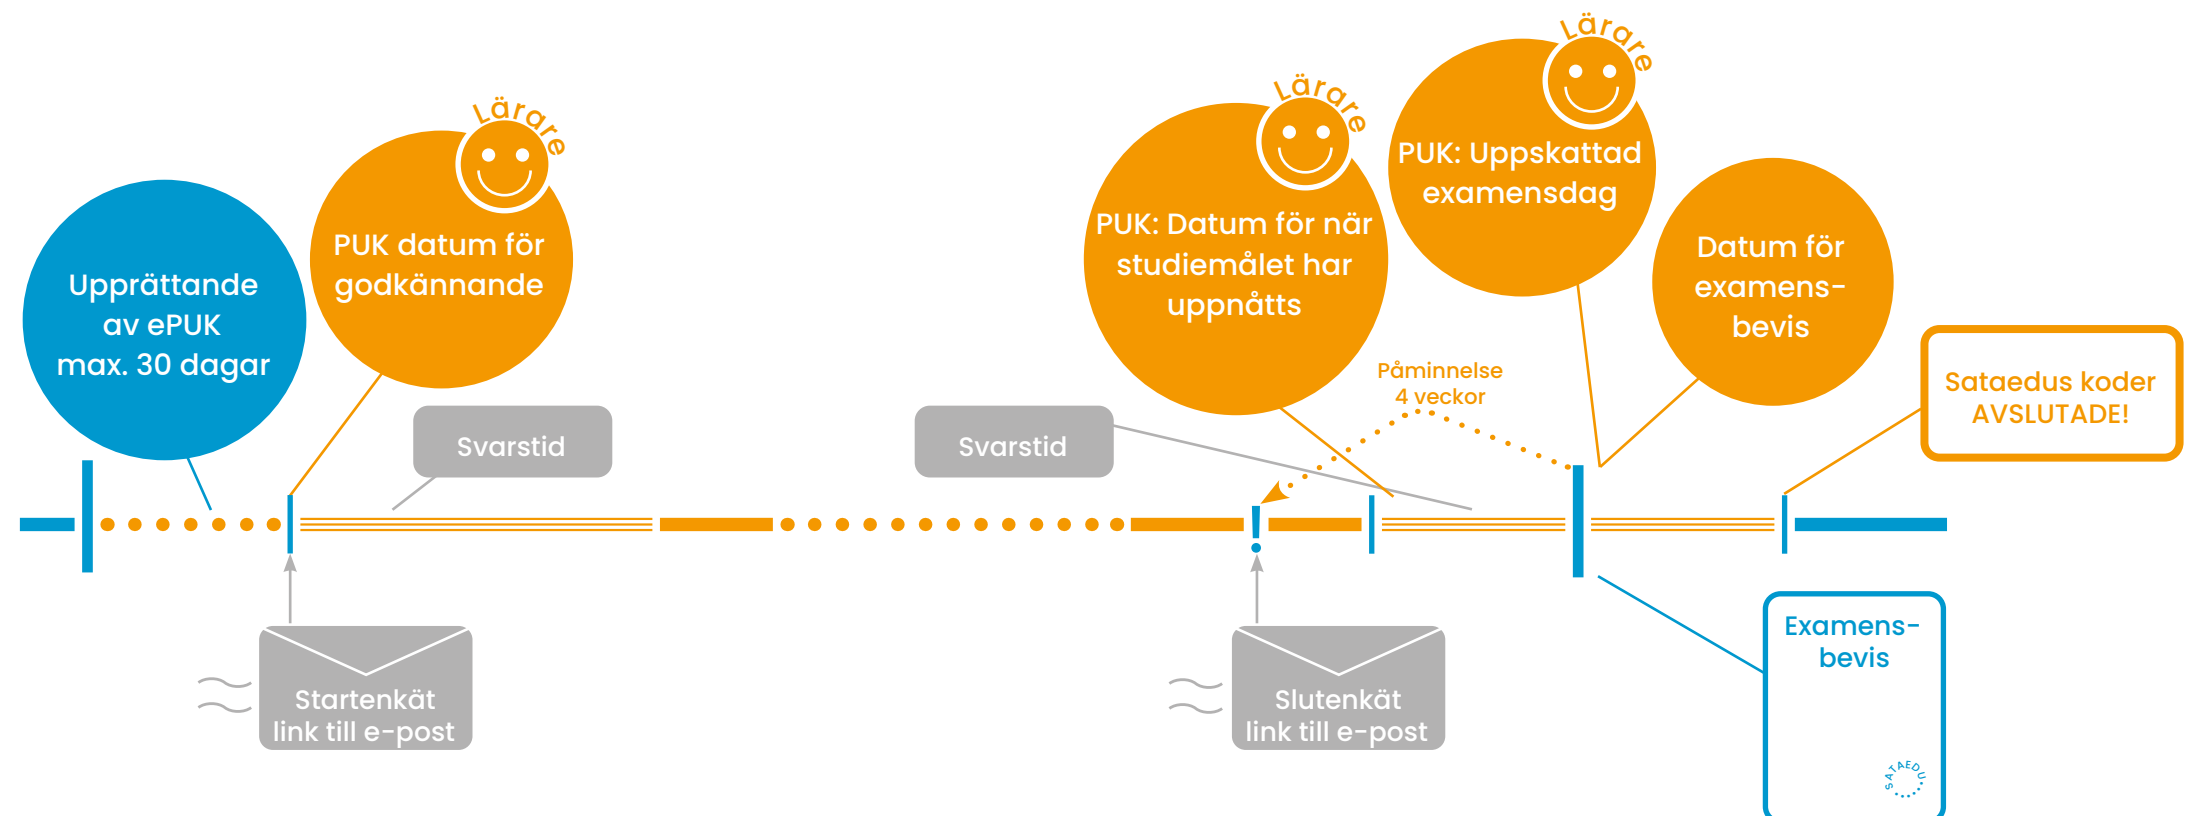 Upprättande
av ePUK
max. 30 dagar
Lärare
PUK datum för
godkännande
Svarstid
Startenkät
link till e-post
Lärare
PUK: Datum för när
studiemålet har
uppnåtts
Svarstid
Påminnelse
4 veckor
!
Slutenkät
link till e-post
Lärare
PUK: Uppskattad
examensdag
Datum för
examens-
bevis
Sataedus koder
AVSLUTADE!
Examens-
bevis
SATAEDU